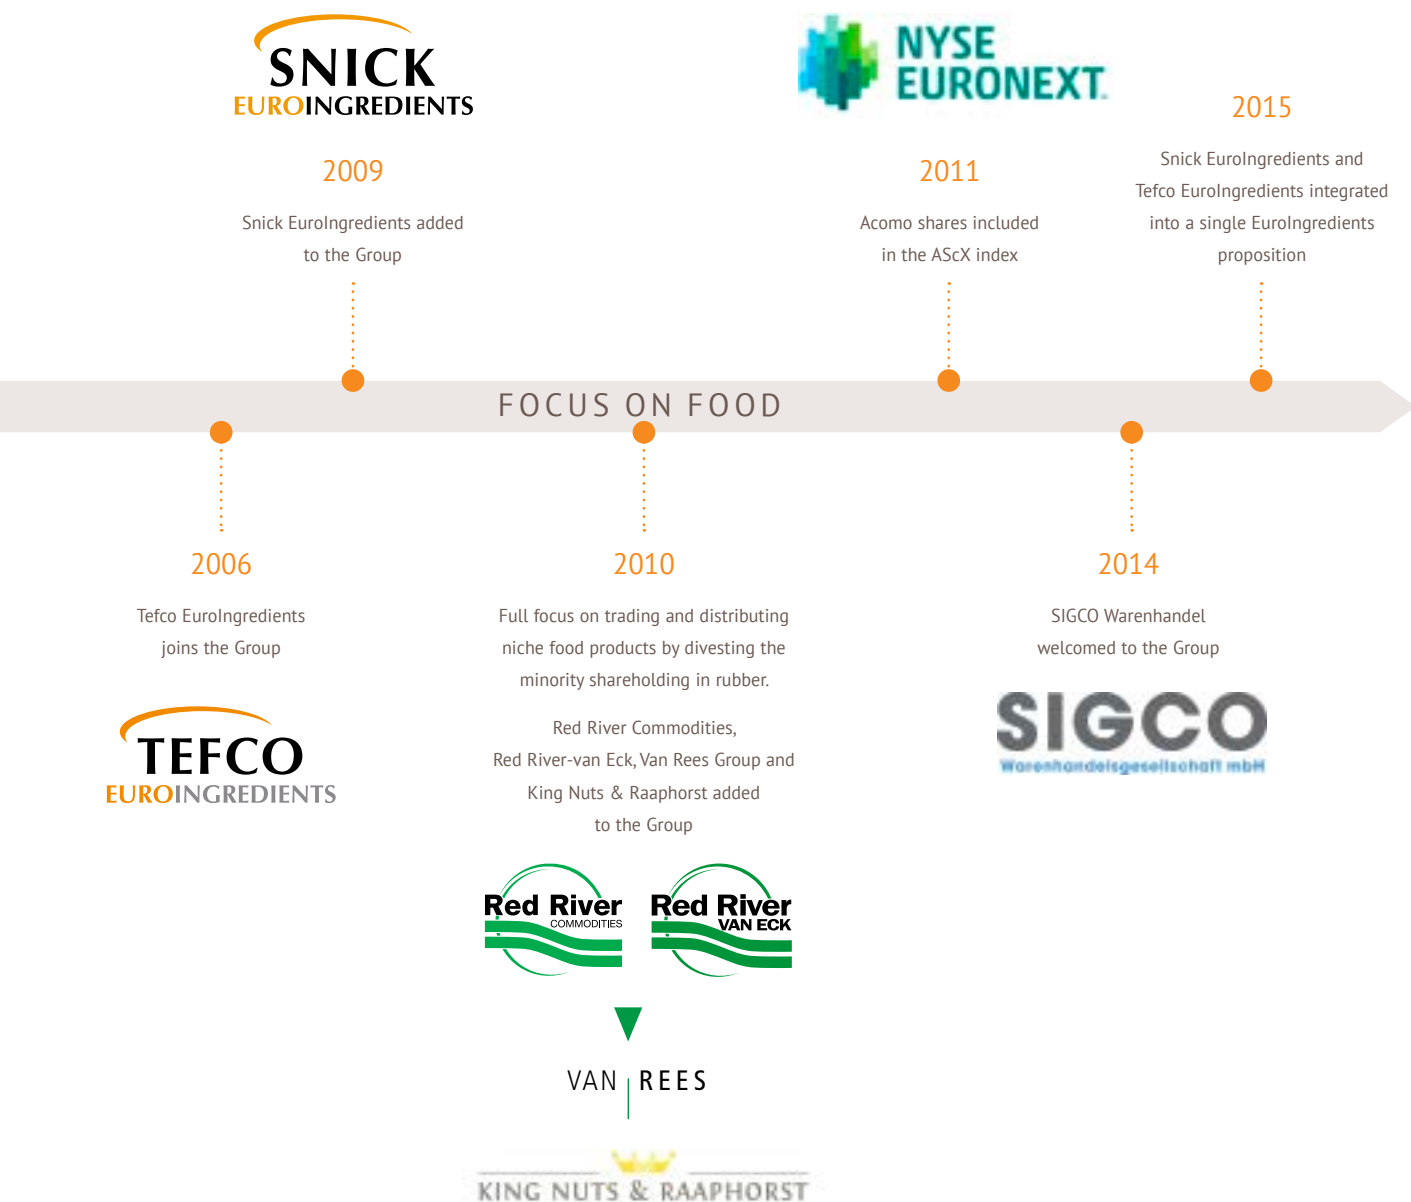 SNICK
EUROINGREDIENTS
2009
Snick EuroIngredients added
to the Group
NYSE
EURONEXT.
2011
Acomo shares included
in the AScX index
2015
Snick EuroIngredients and
Tefco EuroIngredients integrated
into a single EuroIngredients
proposition
FOCUS ON FOOD
2006
Tefco EuroIngredients
joins the Group
TEFCO
EUROINGREDIENTS
2010
Full focus on trading and distributing
niche food products by divesting the
minority shareholding in rubber.
Red River Commodities,
Red River-van Eck, Van Rees Group and
King Nuts & Raaphorst added
to the Group
Red River
COMMODITIES
Red River
VAN ECK
VAN REES
KING NUTS & RAAPHORST
2014
SIGCO Warenhandel
welcomed to the Group
SIGCO
Warenhandelsgesellschaft mbH